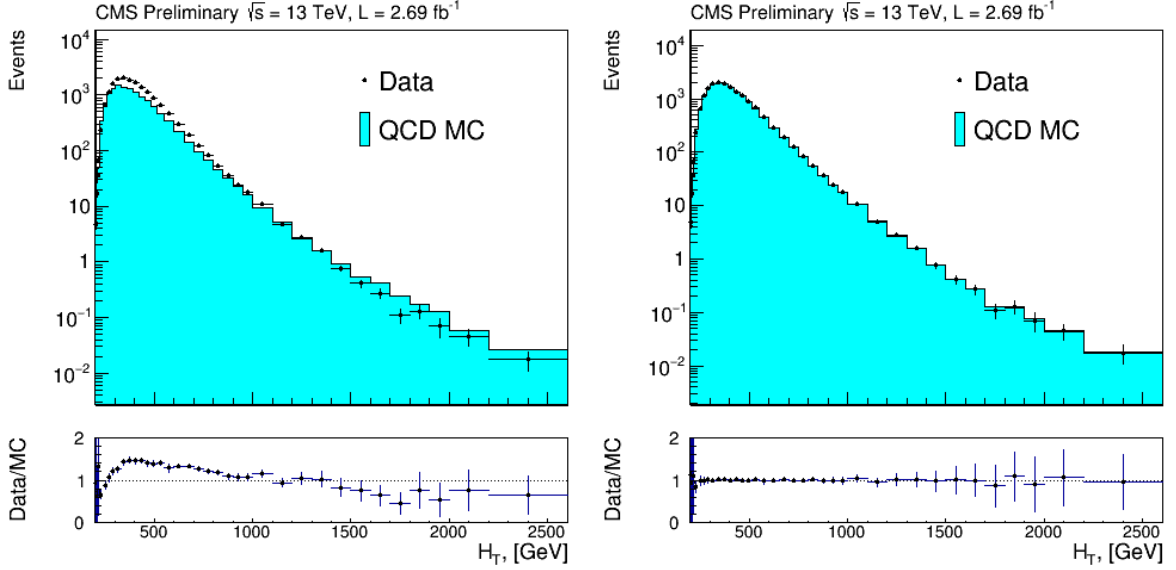 CMS Preliminary √s = 13 TeV, L = 2.69 fb⁻¹
Events
10⁴
10³
10²
10
1
10⁻¹
10⁻²
Data
QCD MC
Data/MC
2
1
0
500 1000 1500 2000 2500
H_T, [GeV]
CMS Preliminary √s = 13 TeV, L = 2.69 fb⁻¹
Events
10⁴
10³
10²
10
1
10⁻¹
10⁻²
Data
QCD MC
Data/MC
2
1
0
500 1000 1500 2000 2500
H_T, [GeV]